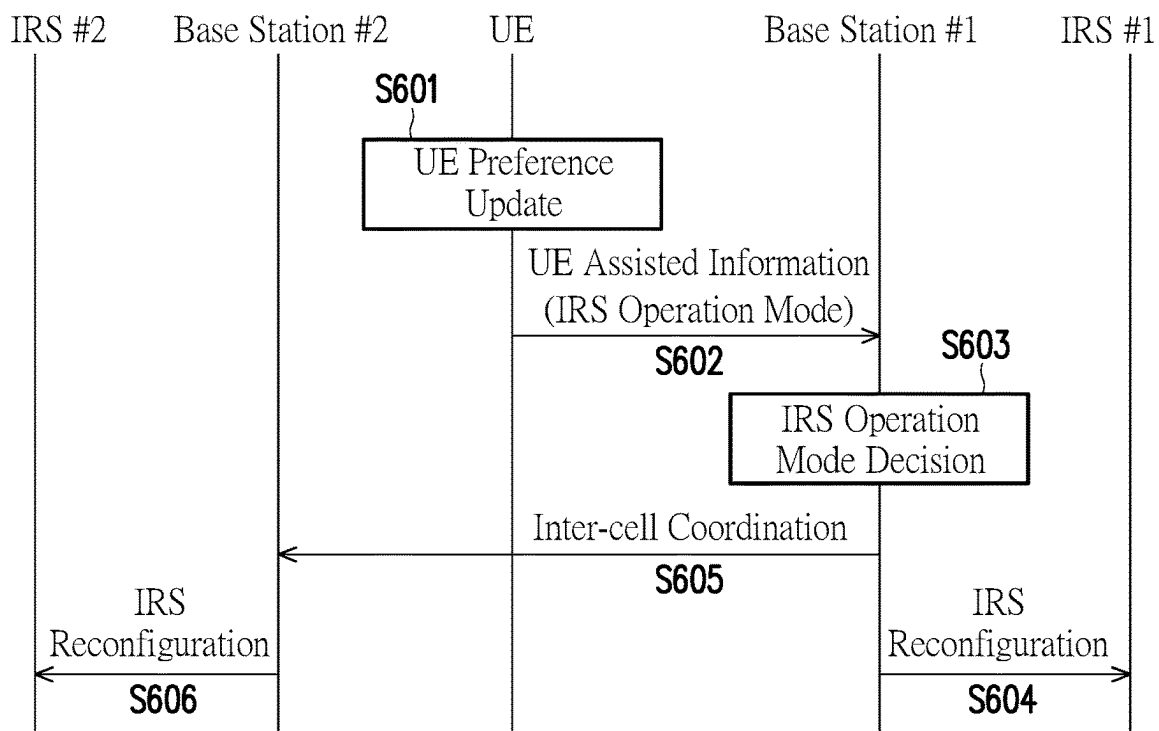 IRS #2
Base Station #2
UE
Base Station #1
IRS #1
S601
UE Preference
Update
UE Assisted Information
(IRS Operation Mode)
S602
S603
IRS Operation
Mode Decision
Inter-cell Coordination
S605
IRS
Reconfiguration
S606
IRS
Reconfiguration
S604